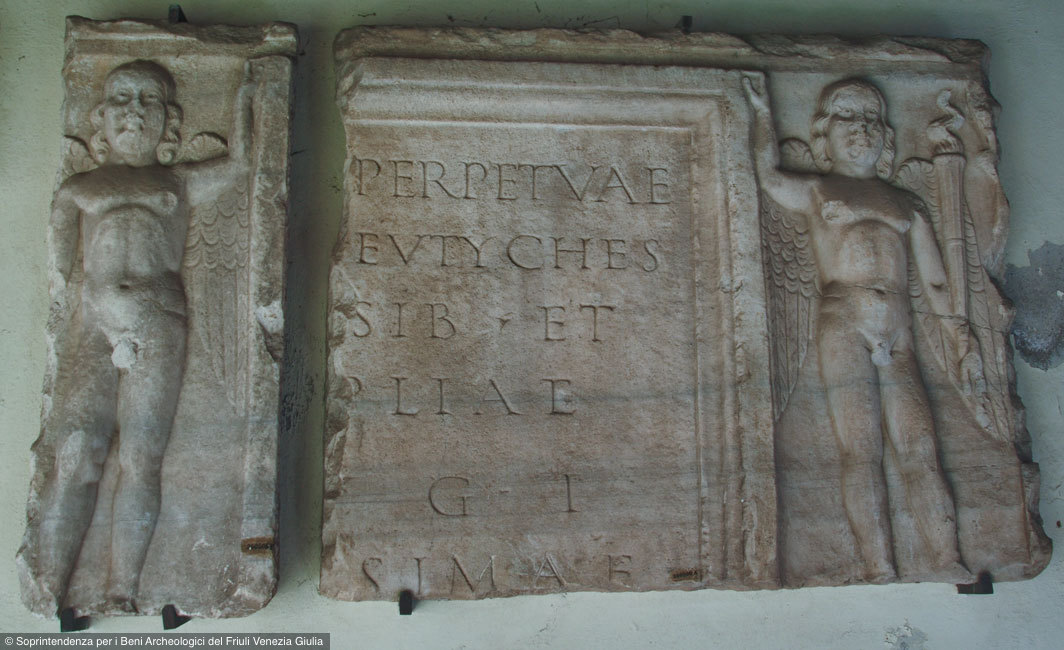 PERPETVAE
EVTYCHES
SIB ET
LIAE
G I
SIMAE
© Soprintendenza per i Beni Archeologici del Friuli Venezia Giulia